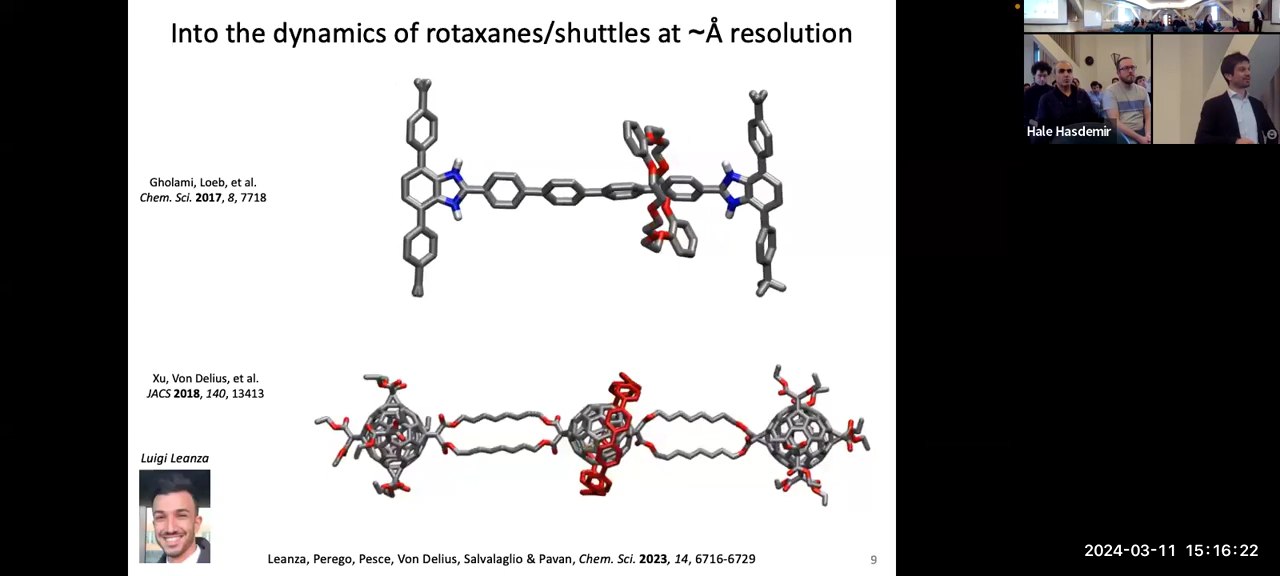 Into the dynamics of rotaxanes/shuttles at ~Å resolution
Gholami, Loeb, et al.
Chem. Sci. 2017, 8, 7718
Xu, Von Delius, et al.
JACS 2018, 140, 13413
Luigi Leanza
Leanza, Perego, Pesce, Von Delius, Salvalaglio & Pavan, Chem. Sci. 2023, 14, 6716-6729
9
Hale Hasdemir
2024-03-11 15:16:22